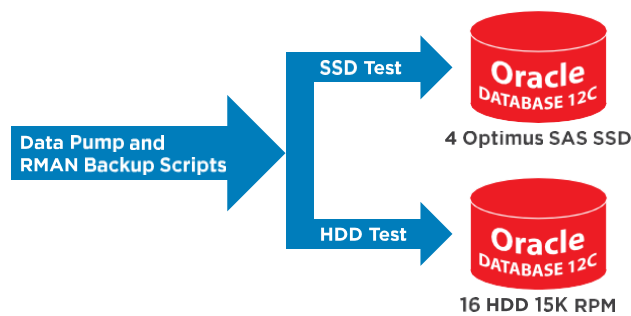 Data Pump and
RMAN Backup Scripts
SSD Test
Oracle
DATABASE 12C
4 Optimus SAS SSD
HDD Test
Oracle
DATABASE 12C
16 HDD 15K RPM